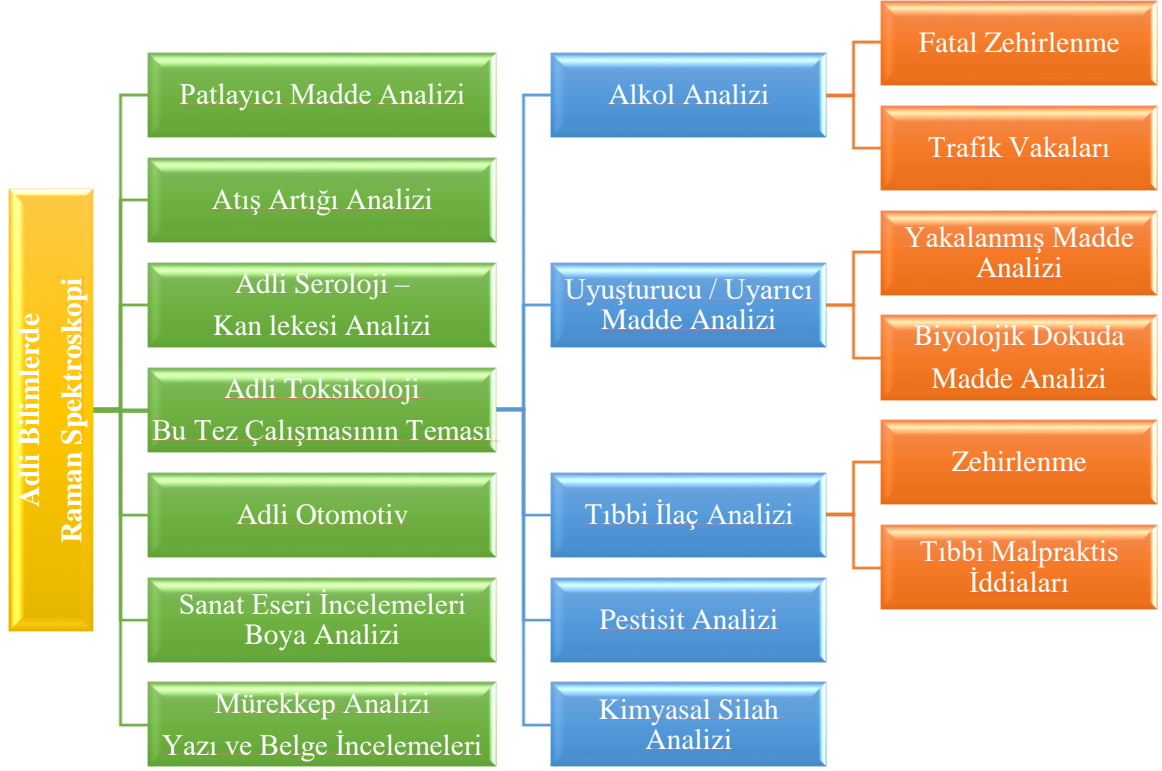 Adli Bilimlerde
Raman Spektroskopi
Patlayıcı Madde Analizi
Atış Artığı Analizi
Adli Seroloji –
Kan lekesi Analizi
Adli Toksikoloji
Bu Tez Çalışmasının Teması
Adli Otomotiv
Sanat Eseri İncelemeleri
Boya Analizi
Mürekkep Analizi
Yazı ve Belge İncelemeleri
Alkol Analizi
Uyuşturucu / Uyarıcı
Madde Analizi
Tıbbi İlaç Analizi
Pestisit Analizi
Kimyasal Silah
Analizi
Fatal Zehirlenme
Trafik Vakaları
Yakalanmış Madde
Analizi
Biyolojik Dokuda
Madde Analizi
Zehirlenme
Tıbbi Malpraktis
İddiaları